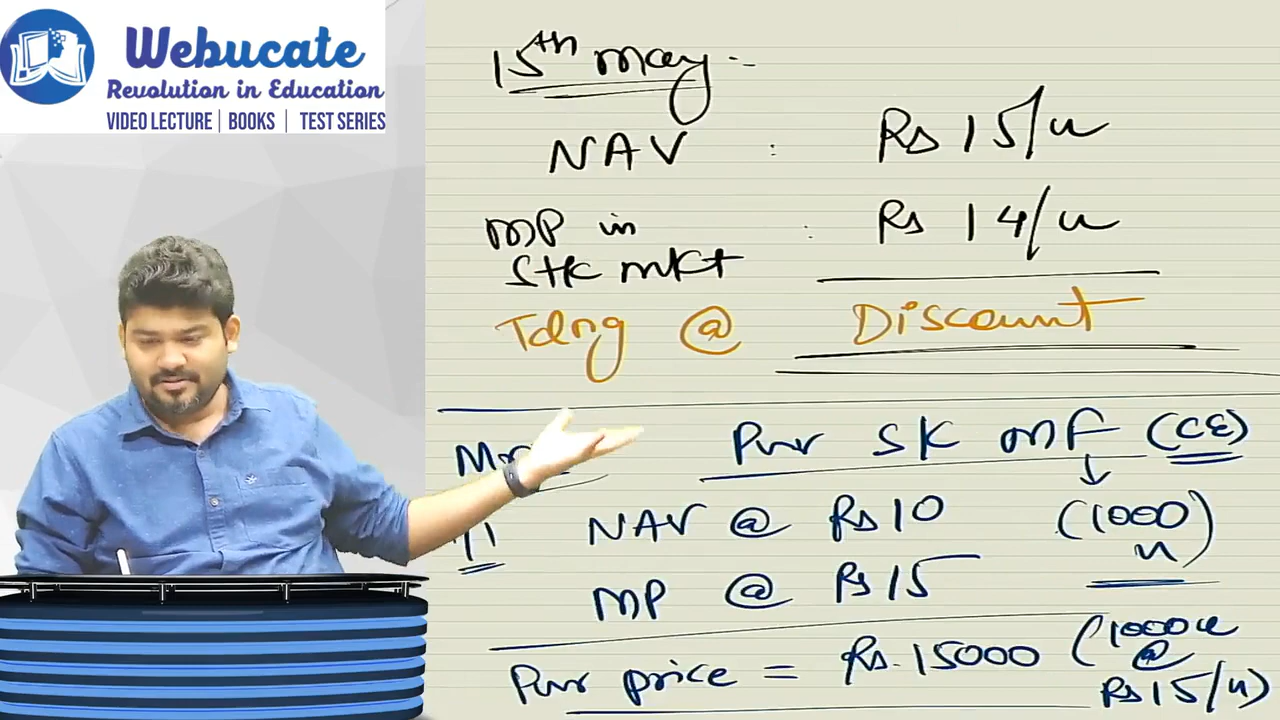 Webucate
Revolution in Education
VIDEO LECTURE | BOOKS | TEST SERIES
15th may :-
NAV : Rs 15/u
MP in : Rs 14/u
Stk mkt
Tdng @ Discount
Pur SK MF (CE)
NAV @ Rs 10 (1000
u)
MP @ Rs 15
Pur price = Rs. 15000 (1000u
@
Rs 15/u)